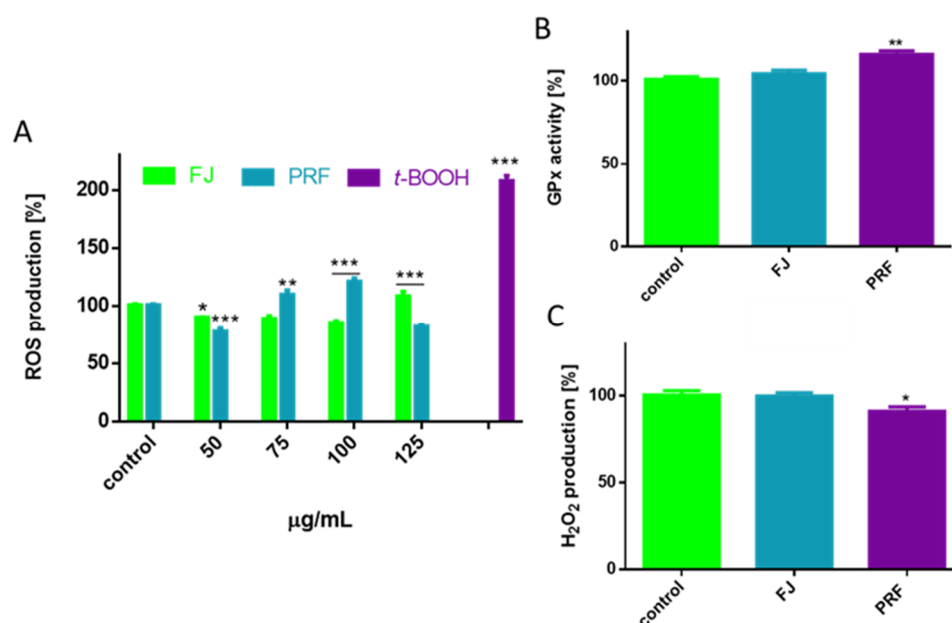 A
FJ PRF t-BOOH
ROS production [%]
200
150
100
50
0
* *** ** *** *** ***
control 50 75 100 125
μg/mL
B
GPx activity [%]
100
50
0
**
control FJ PRF
C
H₂O₂ production [%]
100
50
0
*
control FJ PRF